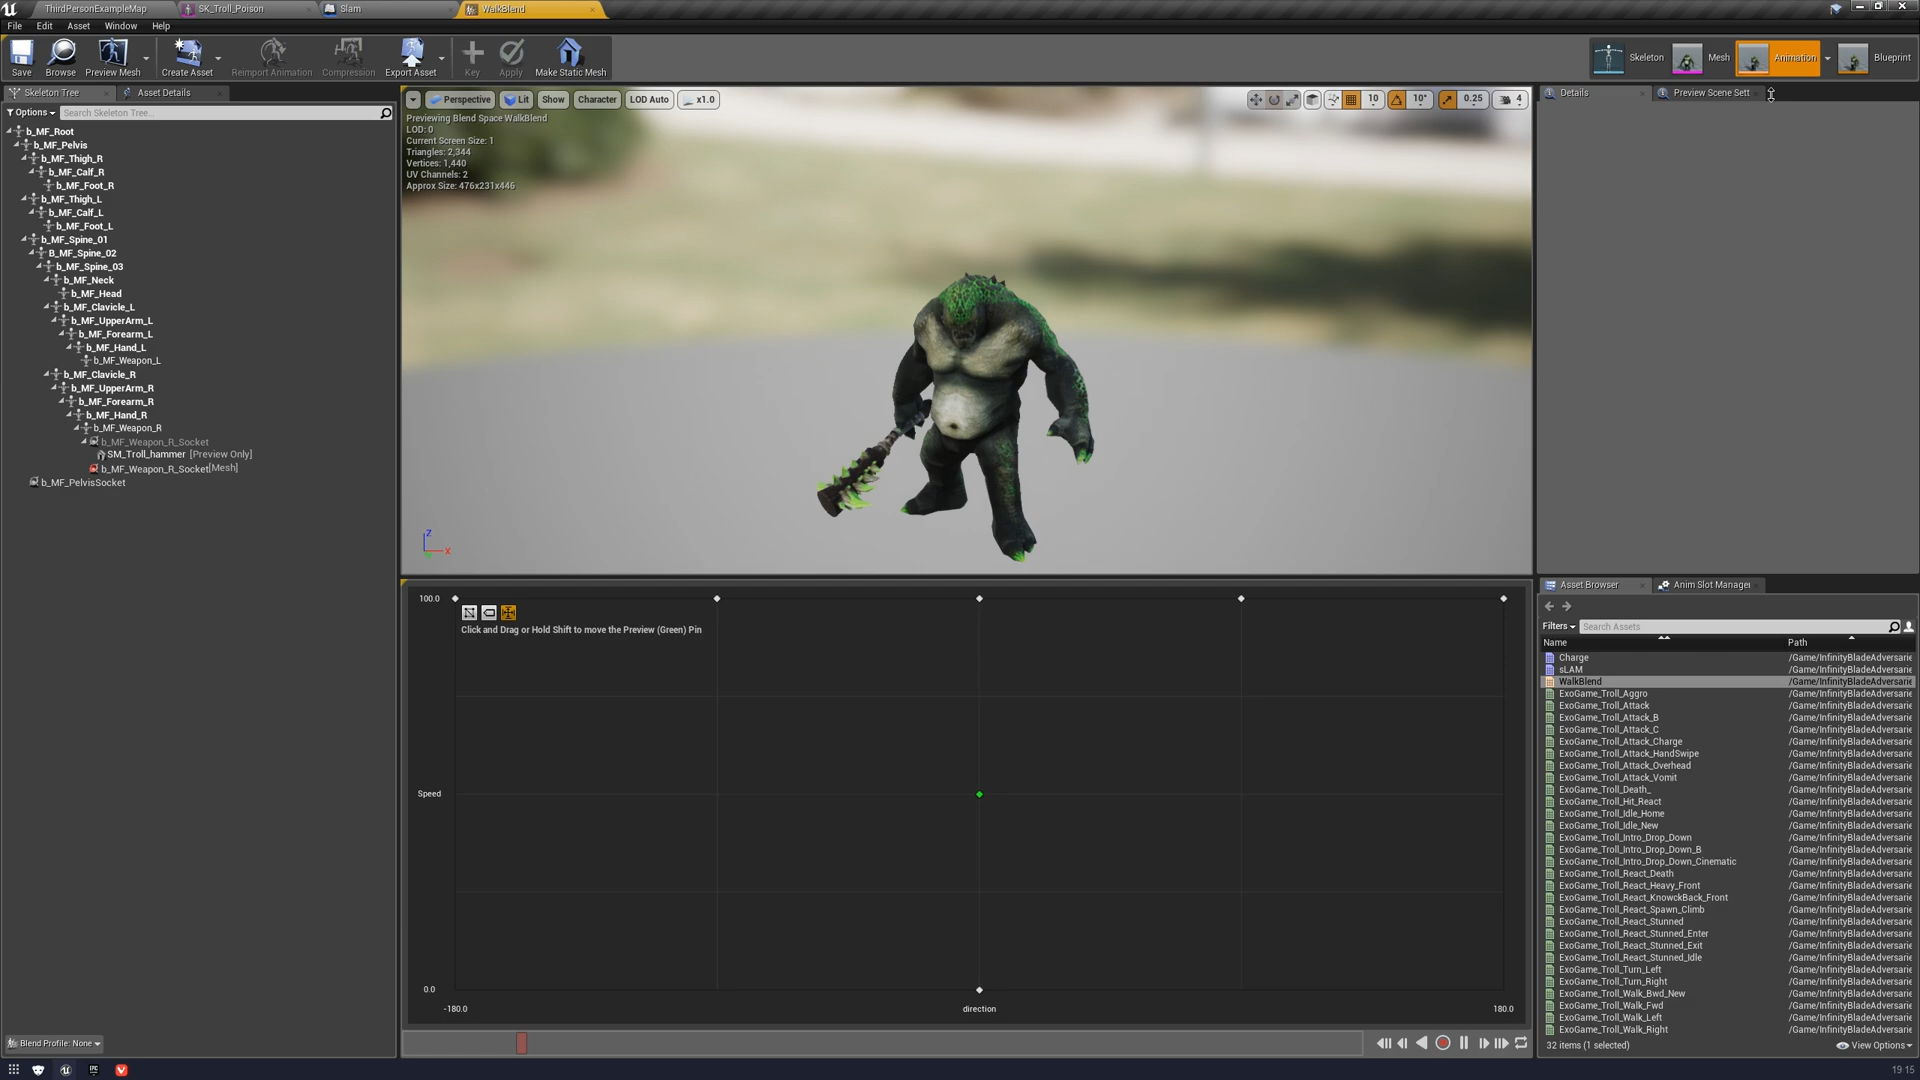 ThirdPersonExampleMap
SK_Troll_Poison
Slam
WalkBlend
File Edit Asset Window Help
Save Browse Preview Mesh Create Asset Reimport Animation Compression Export Asset Key Apply Make Static Mesh
Skeleton Mesh Animation Blueprint
Skeleton Tree Asset Details
Options Search Skeleton Tree...
b_MF_Root
b_MF_Pelvis
b_MF_Thigh_R
b_MF_Calf_R
b_MF_Foot_R
b_MF_Thigh_L
b_MF_Calf_L
b_MF_Foot_L
b_MF_Spine_01
B_MF_Spine_02
b_MF_Spine_03
b_MF_Neck
b_MF_Head
b_MF_Clavicle_L
b_MF_UpperArm_L
b_MF_Forearm_L
b_MF_Hand_L
b_MF_Weapon_L
b_MF_Clavicle_R
b_MF_UpperArm_R
b_MF_Forearm_R
b_MF_Hand_R
b_MF_Weapon_R
b_MF_Weapon_R_Socket
SM_Troll_hammer [Preview Only]
b_MF_Weapon_R_Socket[Mesh]
b_MF_PelvisSocket
Blend Profile: None
Perspective Lit Show Character LOD Auto x1.0
10 10° 0.25 4
Previewing Blend Space WalkBlend
LOD: 0
Current Screen Size: 1
Triangles: 2,344
Vertices: 1,440
UV Channels: 2
Approx Size: 476x231x446
Z
X
100.0
Click and Drag or Hold Shift to move the Preview (Green) Pin
Speed
0.0
-180.0 direction 180.0
Details Preview Scene Sett
Asset Browser Anim Slot Manager
Filters Search Assets
Name Path
Charge /Game/InfinityBladeAdversarie
sLAM /Game/InfinityBladeAdversarie
WalkBlend /Game/InfinityBladeAdversarie
ExoGame_Troll_Aggro /Game/InfinityBladeAdversarie
ExoGame_Troll_Attack /Game/InfinityBladeAdversarie
ExoGame_Troll_Attack_B /Game/InfinityBladeAdversarie
ExoGame_Troll_Attack_C /Game/InfinityBladeAdversarie
ExoGame_Troll_Attack_Charge /Game/InfinityBladeAdversarie
ExoGame_Troll_Attack_HandSwipe /Game/InfinityBladeAdversarie
ExoGame_Troll_Attack_Overhead /Game/InfinityBladeAdversarie
ExoGame_Troll_Attack_Vomit /Game/InfinityBladeAdversarie
ExoGame_Troll_Death_ /Game/InfinityBladeAdversarie
ExoGame_Troll_Hit_React /Game/InfinityBladeAdversarie
ExoGame_Troll_Idle_Home /Game/InfinityBladeAdversarie
ExoGame_Troll_Idle_New /Game/InfinityBladeAdversarie
ExoGame_Troll_Intro_Drop_Down /Game/InfinityBladeAdversarie
ExoGame_Troll_Intro_Drop_Down_B /Game/InfinityBladeAdversarie
ExoGame_Troll_Intro_Drop_Down_Cinematic /Game/InfinityBladeAdversarie
ExoGame_Troll_React_Death /Game/InfinityBladeAdversarie
ExoGame_Troll_React_Heavy_Front /Game/InfinityBladeAdversarie
ExoGame_Troll_React_KnowckBack_Front /Game/InfinityBladeAdversarie
ExoGame_Troll_React_Spawn_Climb /Game/InfinityBladeAdversarie
ExoGame_Troll_React_Stunned /Game/InfinityBladeAdversarie
ExoGame_Troll_React_Stunned_Enter /Game/InfinityBladeAdversarie
ExoGame_Troll_React_Stunned_Exit /Game/InfinityBladeAdversarie
ExoGame_Troll_React_Stunned_Idle /Game/InfinityBladeAdversarie
ExoGame_Troll_Turn_Left /Game/InfinityBladeAdversarie
ExoGame_Troll_Turn_Right /Game/InfinityBladeAdversarie
ExoGame_Troll_Walk_Bwd_New /Game/InfinityBladeAdversarie
ExoGame_Troll_Walk_Fwd /Game/InfinityBladeAdversarie
ExoGame_Troll_Walk_Left /Game/InfinityBladeAdversarie
ExoGame_Troll_Walk_Right /Game/InfinityBladeAdversarie
32 items (1 selected) View Options
19 15